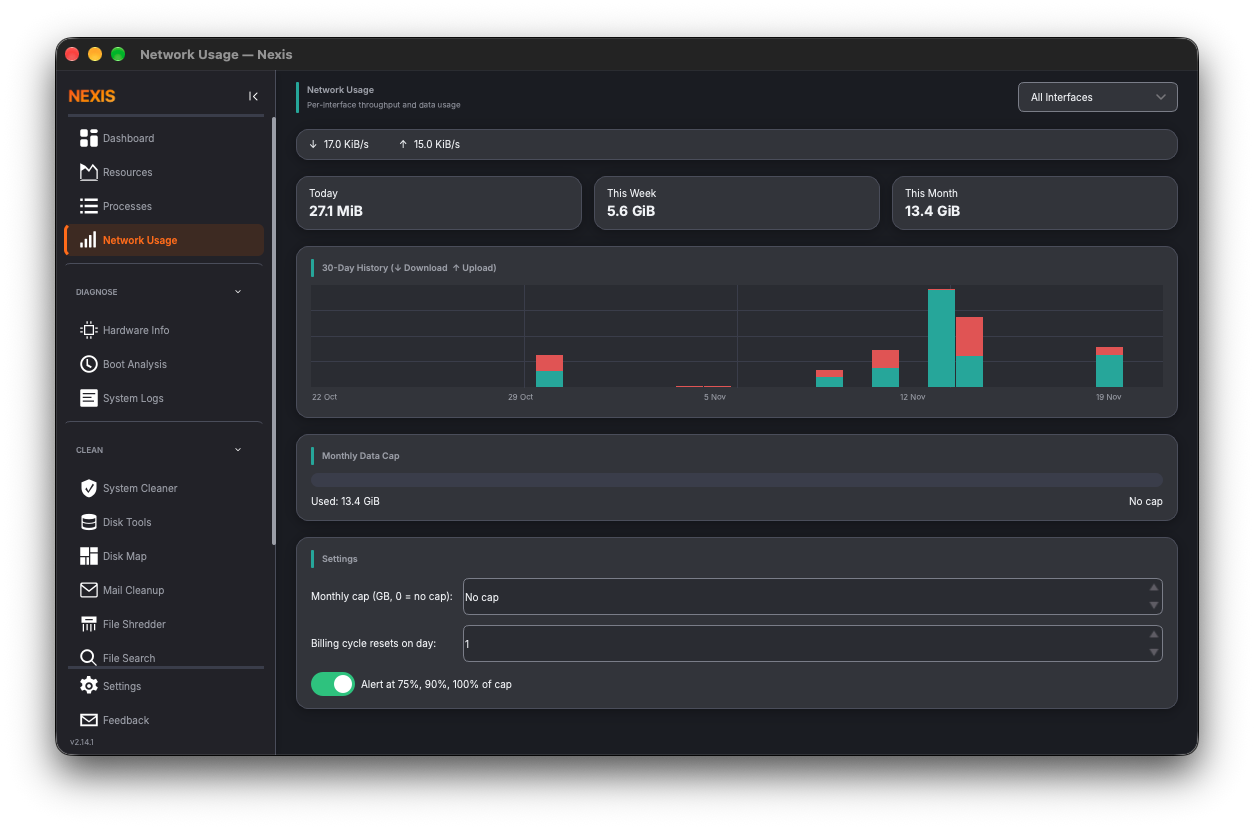 Network Usage — Nexis
NEXIS
Dashboard
Resources
Processes
Network Usage
DIAGNOSE
Hardware Info
Boot Analysis
System Logs
CLEAN
System Cleaner
Disk Tools
Disk Map
Mail Cleanup
File Shredder
File Search
Settings
Feedback
v2.14.1
Network Usage
Per-interface throughput and data usage
All Interfaces
↓ 17.0 KiB/s ↑ 15.0 KiB/s
Today
27.1 MiB
This Week
5.6 GiB
This Month
13.4 GiB
30-Day History (↓ Download ↑ Upload)
22 Oct 29 Oct 5 Nov 12 Nov 19 Nov
Monthly Data Cap
Used: 13.4 GiB No cap
Settings
Monthly cap (GB, 0 = no cap): No cap
Billing cycle resets on day: 1
Alert at 75%, 90%, 100% of cap